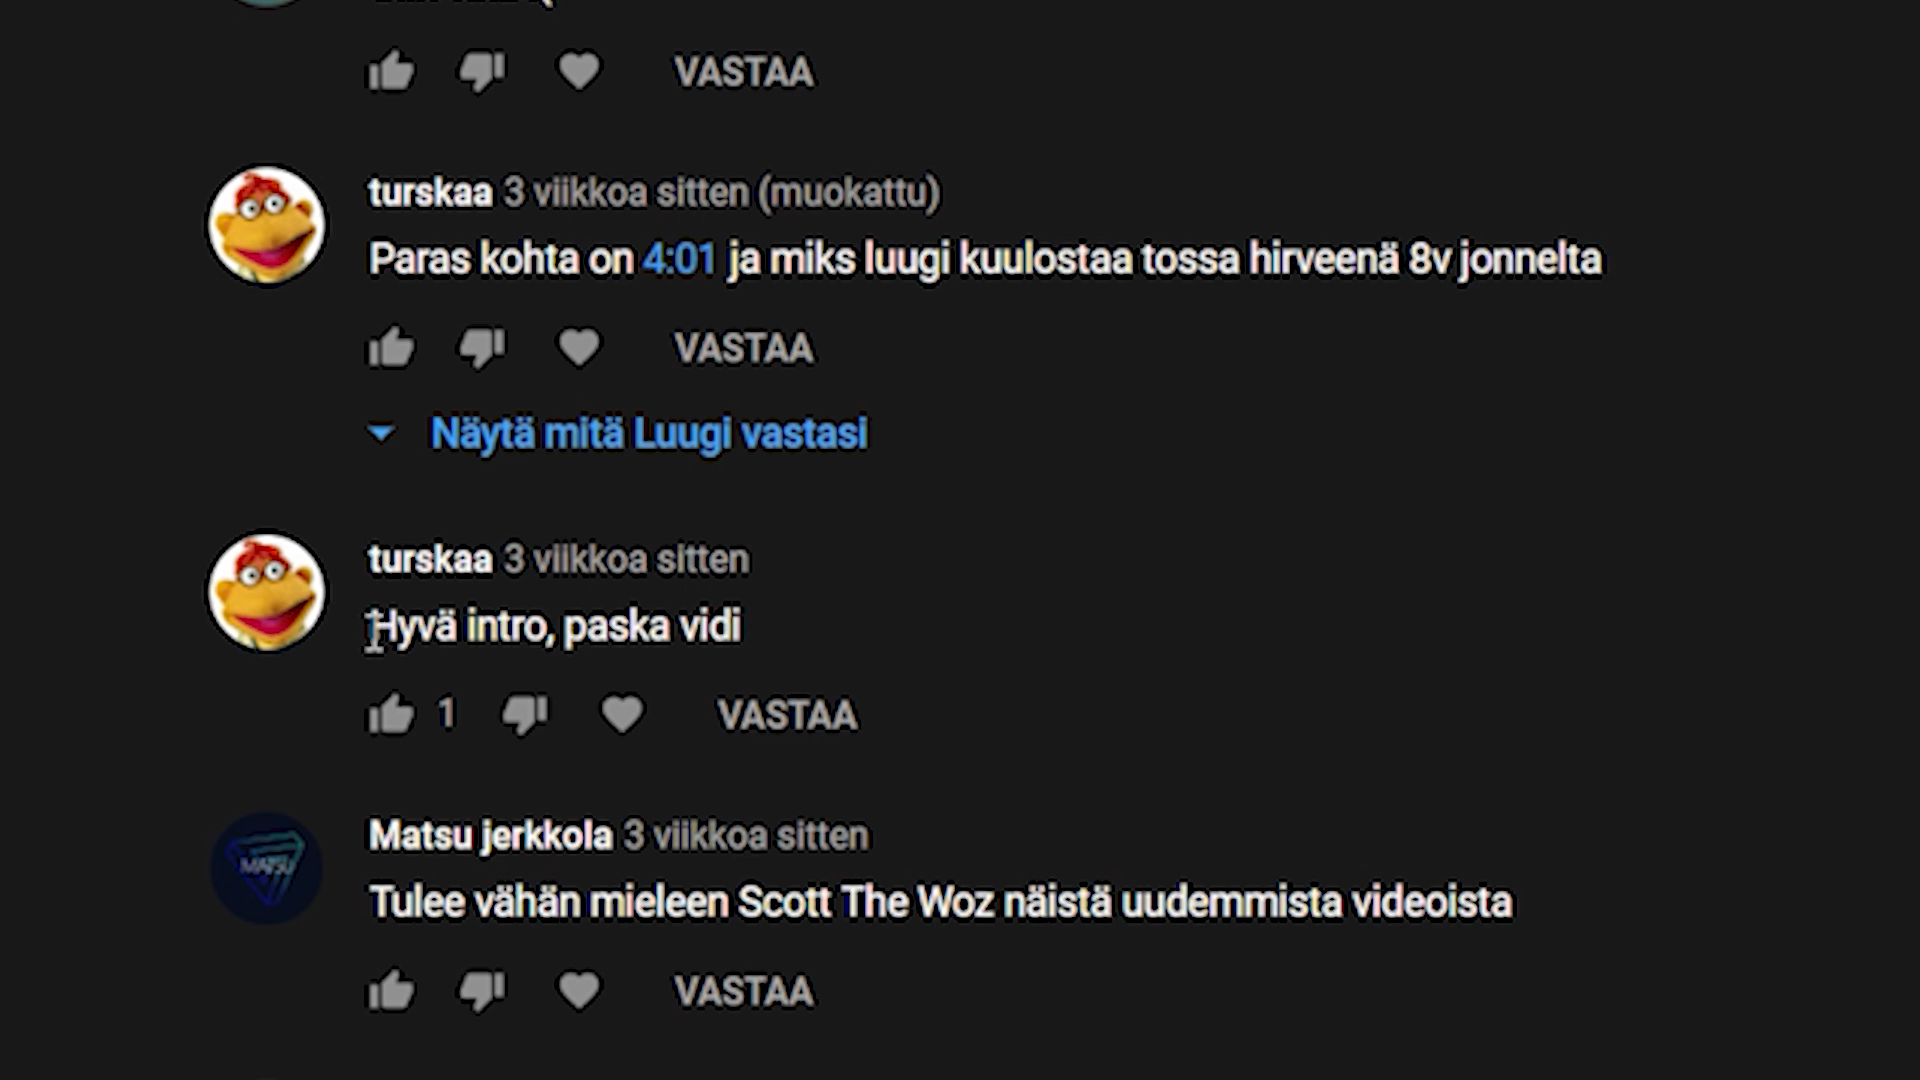 VASTAA
turskaa 3 viikkoa sitten (muokattu)
Paras kohta on 4:01 ja miks luugi kuulostaa tossa hirveenä 8v jonnelta
VASTAA
Näytä mitä Luugi vastasi
turskaa 3 viikkoa sitten
Hyvä intro, paska vidi
1 VASTAA
Matsu jerkkola 3 viikkoa sitten
MATSU
Tulee vähän mieleen Scott The Woz näistä uudemmista videoista
VASTAA